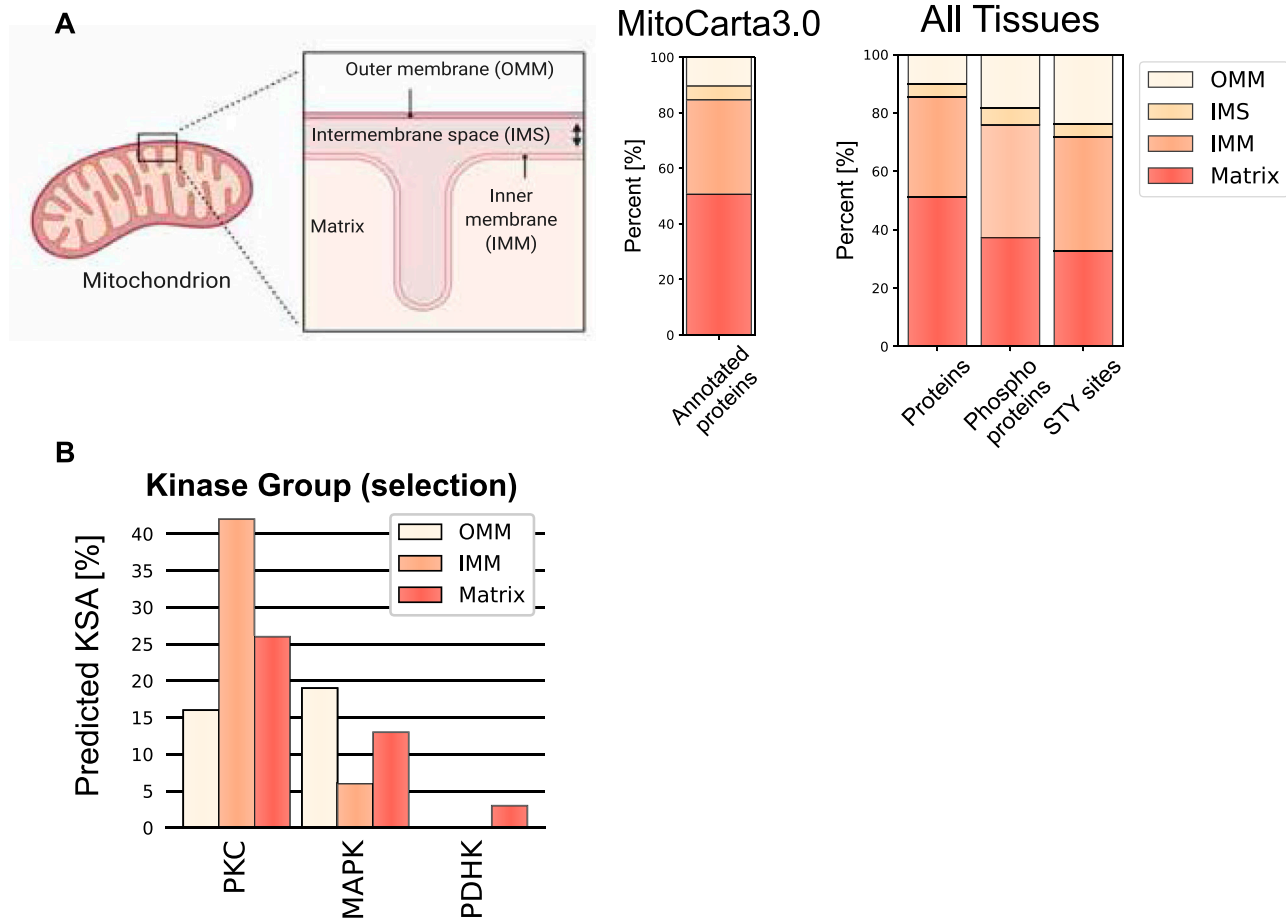 A
Outer membrane (OMM)
Intermembrane space (IMS)
Inner
membrane
(IMM)
Matrix
Mitochondrion
MitoCarta3.0
Percent [%]
100
80
60
40
20
0
Annotated
proteins
All Tissues
Percent [%]
100
80
60
40
20
0
Proteins
Phospho
proteins
STY sites
OMM
IMS
IMM
Matrix
B
Kinase Group (selection)
Predicted KSA [%]
40
35
30
25
20
15
10
5
0
OMM
IMM
Matrix
PKC
MAPK
PDHK